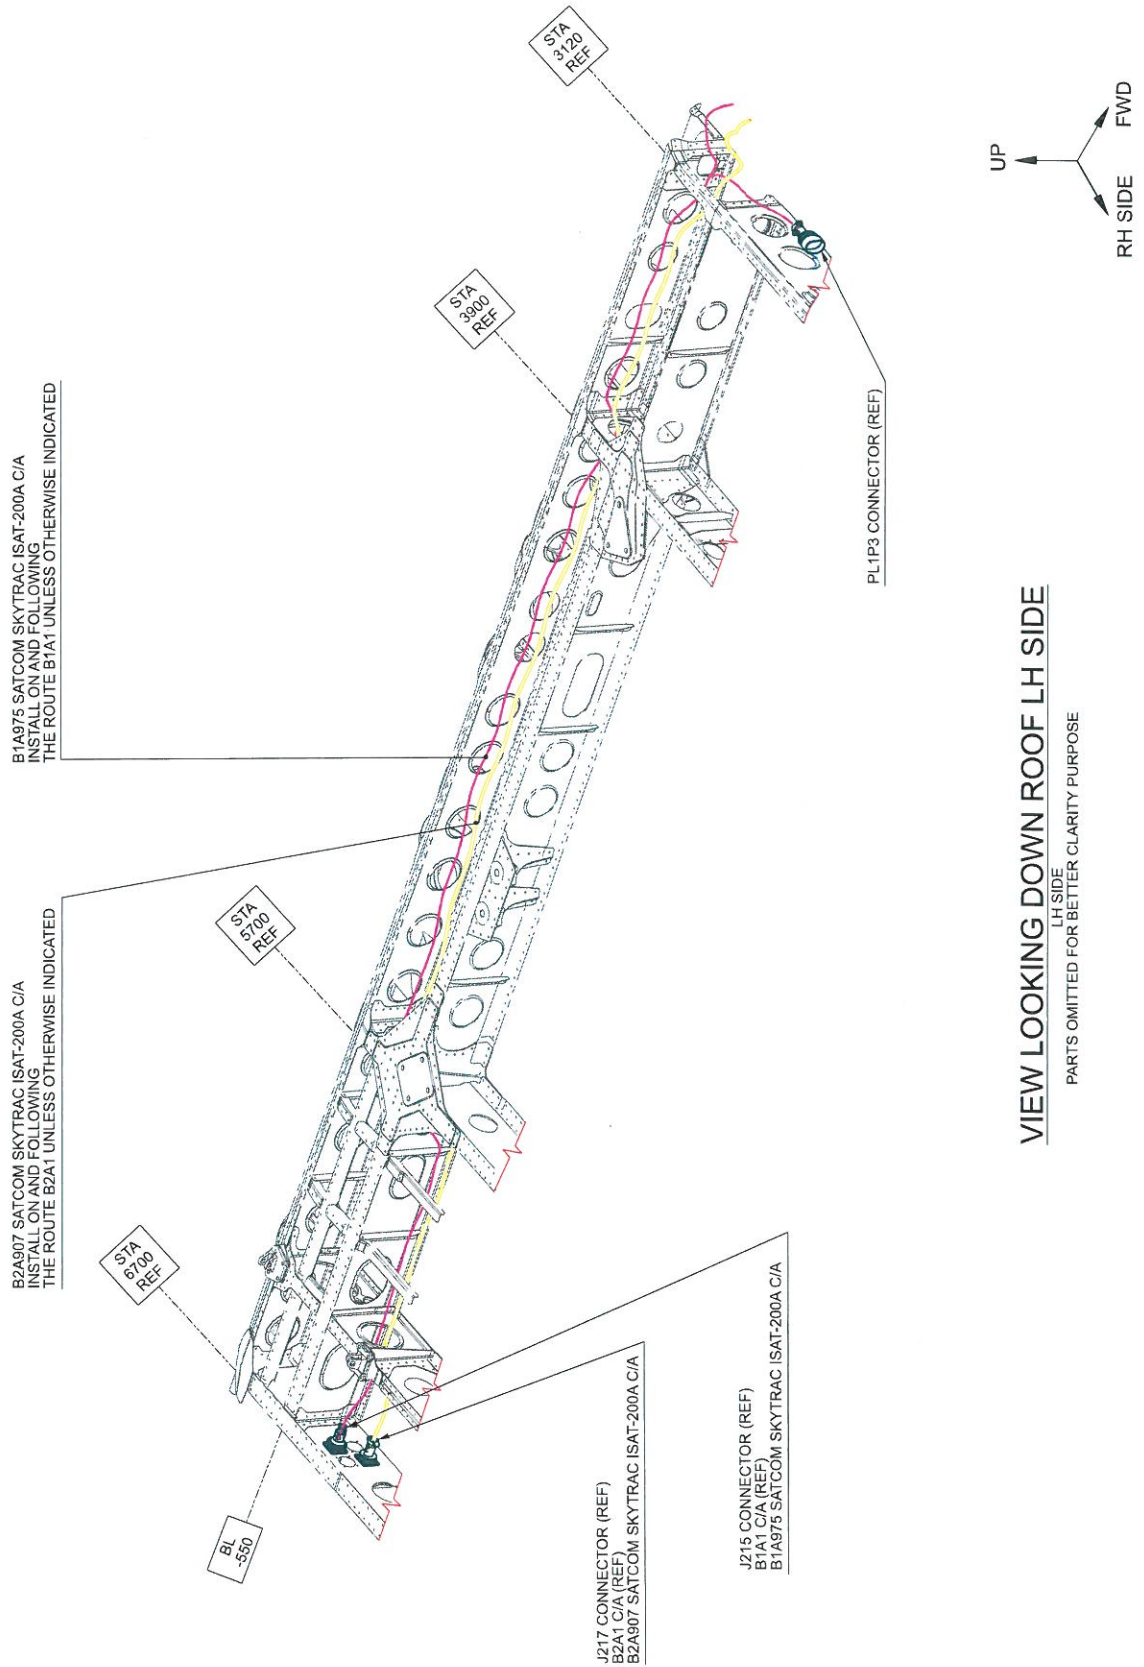 B2A907 SATCOM SKYTRAC ISAT-200A C/A
INSTALL ON AND FOLLOWING
THE ROUTE B2A1 UNLESS OTHERWISE INDICATED
B1A975 SATCOM SKYTRAC ISAT-200A C/A
INSTALL ON AND FOLLOWING
THE ROUTE B1A1 UNLESS OTHERWISE INDICATED
BL
-550
STA
6700
REF
STA
5700
REF
STA
3900
REF
STA
3120
REF
J217 CONNECTOR (REF)
B2A1 C/A (REF)
B2A907 SATCOM SKYTRAC ISAT-200A C/A
J215 CONNECTOR (REF)
B1A1 C/A (REF)
B1A975 SATCOM SKYTRAC ISAT-200A C/A
PL1P3 CONNECTOR (REF)
UP
RH SIDE
FWD
VIEW LOOKING DOWN ROOF LH SIDE
LH SIDE
PARTS OMITTED FOR BETTER CLARITY PURPOSE